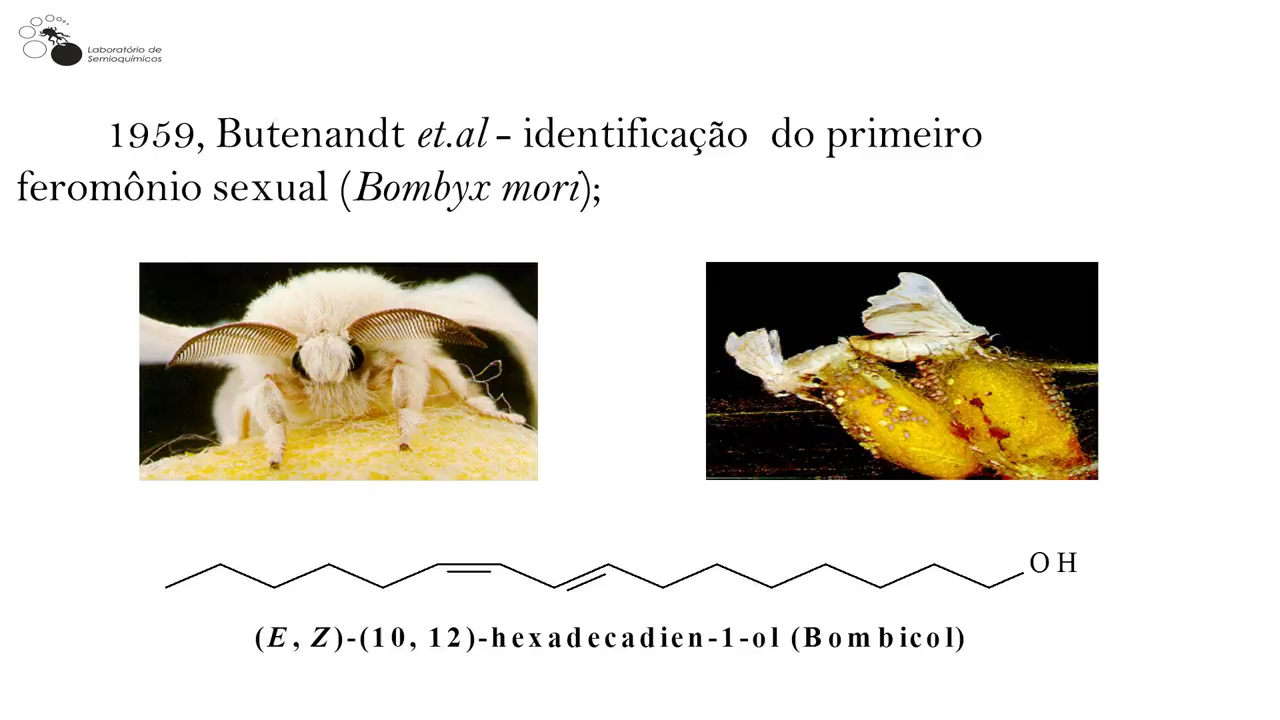 Laboratório de
Semioquímicos
1959, Butenandt et.al - identificação do primeiro
feromônio sexual (Bombyx mori);
OH
(E, Z)-(10, 12)-hexadecadien-1-ol (Bombicol)